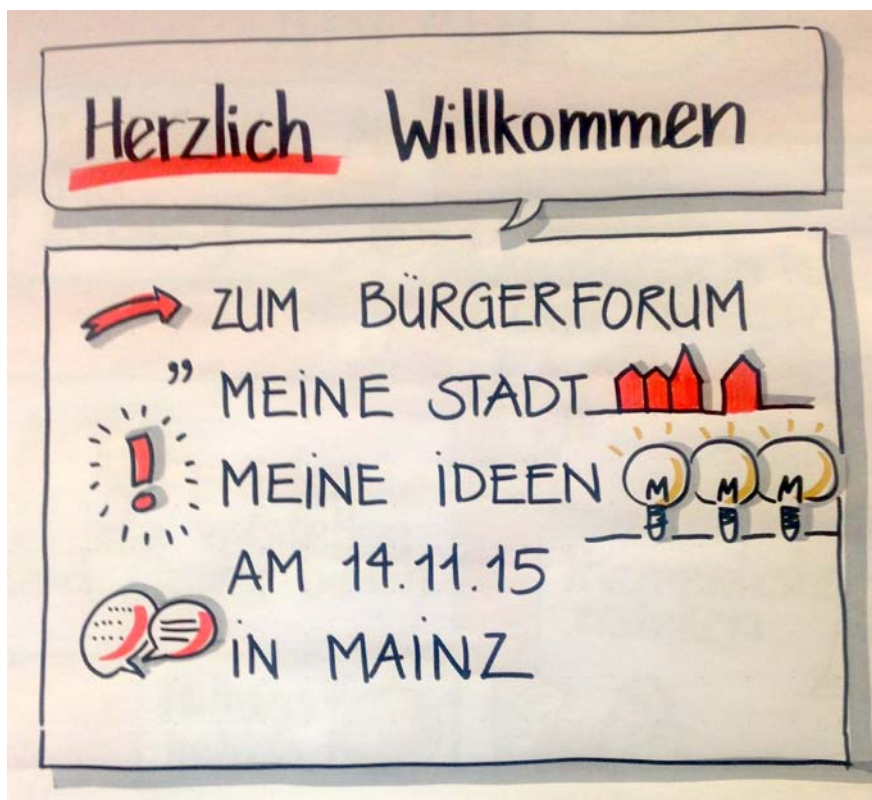 Herzlich Willkommen
ZUM BÜRGERFORUM
” MEINE STADT
MEINE IDEEN
AM 14.11.15
IN MAINZ